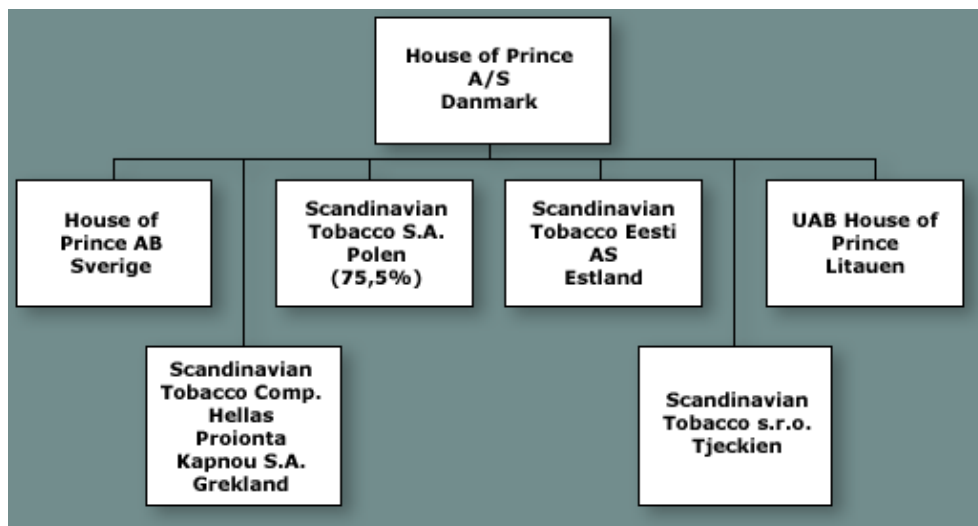 House of Prince
A/S
Danmark
House of
Prince AB
Sverige
Scandinavian
Tobacco S.A.
Polen
(75,5%)
Scandinavian
Tobacco Eesti
AS
Estland
UAB House of
Prince
Litauen
Scandinavian
Tobacco Comp.
Hellas
Proionta
Kapnou S.A.
Grekland
Scandinavian
Tobacco s.r.o.
Tjeckien